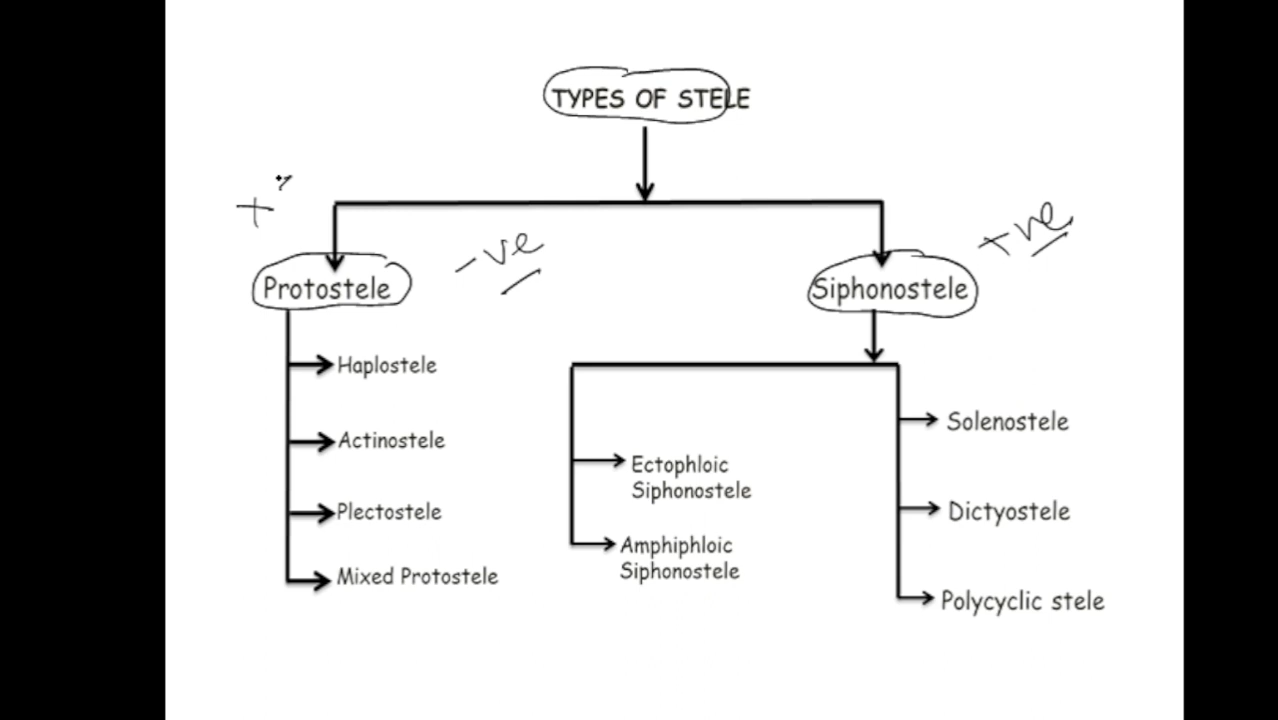 TYPES OF STELE
+
-ve
+ve
Protostele
Siphonostele
Haplostele
Actinostele
Plectostele
Mixed Protostele
Ectophloic
Siphonostele
Amphiphloic
Siphonostele
Solenostele
Dictyostele
Polycyclic stele